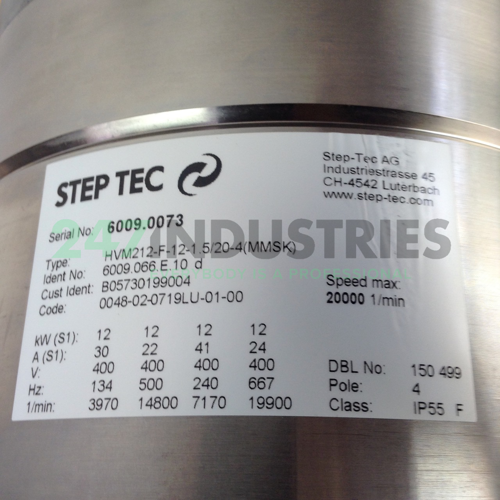 STEP TEC
Step-Tec AG
Industriestrasse 45
CH-4542 Luterbach
www.step-tec.com
Serial No: 6009.0073
Type: HVM212-F-12-1.5/20-4(MMSK)
Ident No: 6009.066.E.10 d
Cust Ident: B05730199004
Code: 0048-02-0719LU-01-00
Speed max:
20000 1/min
kW (S1): 12 12 12 12
A (S1): 30 22 41 24
V: 400 400 400 400
Hz: 134 500 240 667
1/min: 3970 14800 7170 19900
DBL No: 150 499
Pole: 4
Class: IP55 F
247INDUSTRIES